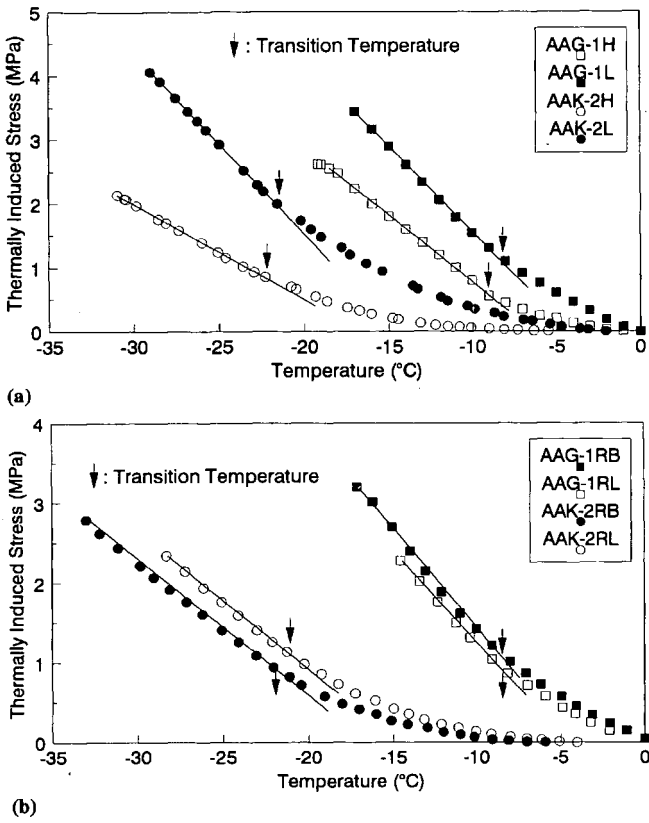 5
4
3
2
1
0
Thermally Induced Stress (MPa)
: Transition Temperature
AAG-1H
AAG-1L
AAK-2H
AAK-2L
-35 -30 -25 -20 -15 -10 -5 0
Temperature (°C)
(a)
4
3
2
1
0
Thermally Induced Stress (MPa)
: Transition Temperature
AAG-1RB
AAG-1RL
AAK-2RB
AAK-2RL
-35 -30 -25 -20 -15 -10 -5 0
Temperature (°C)
(b)